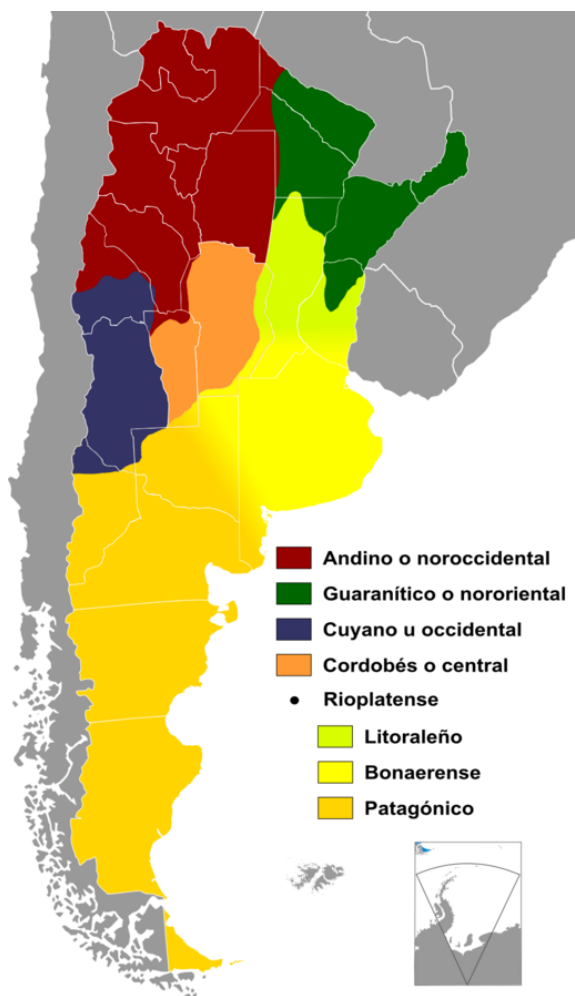 Andino o noroccidental
Guaranítico o nororiental
Cuyano u occidental
Cordobés o central
Rioplatense
Litoraleño
Bonaerense
Patagónico